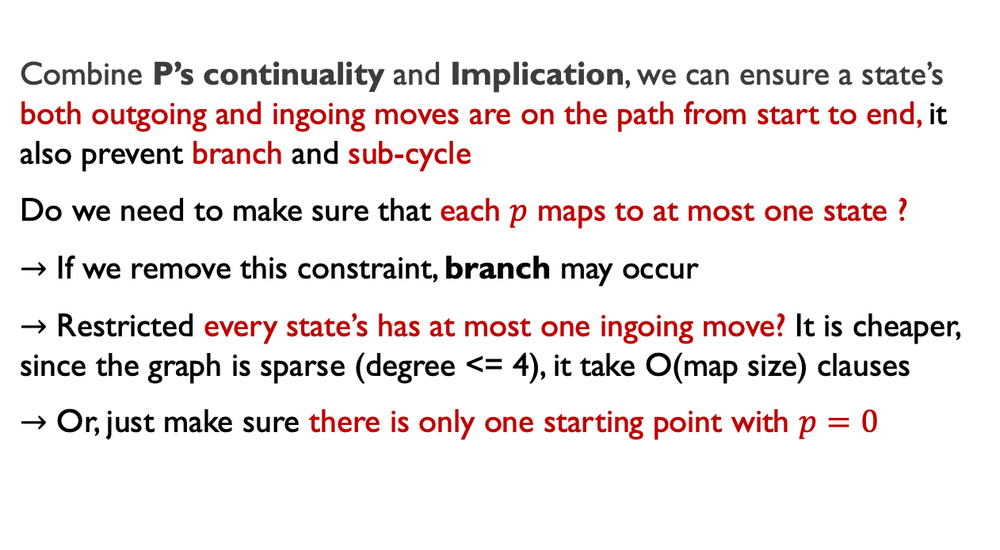 Combine P’s continuality and Implication, we can ensure a state’s
both outgoing and ingoing moves are on the path from start to end, it
also prevent branch and sub-cycle
Do we need to make sure that each p maps to at most one state ?
→ If we remove this constraint, branch may occur
→ Restricted every state’s has at most one ingoing move? It is cheaper,
since the graph is sparse (degree <= 4), it take O(map size) clauses
→ Or, just make sure there is only one starting point with p = 0